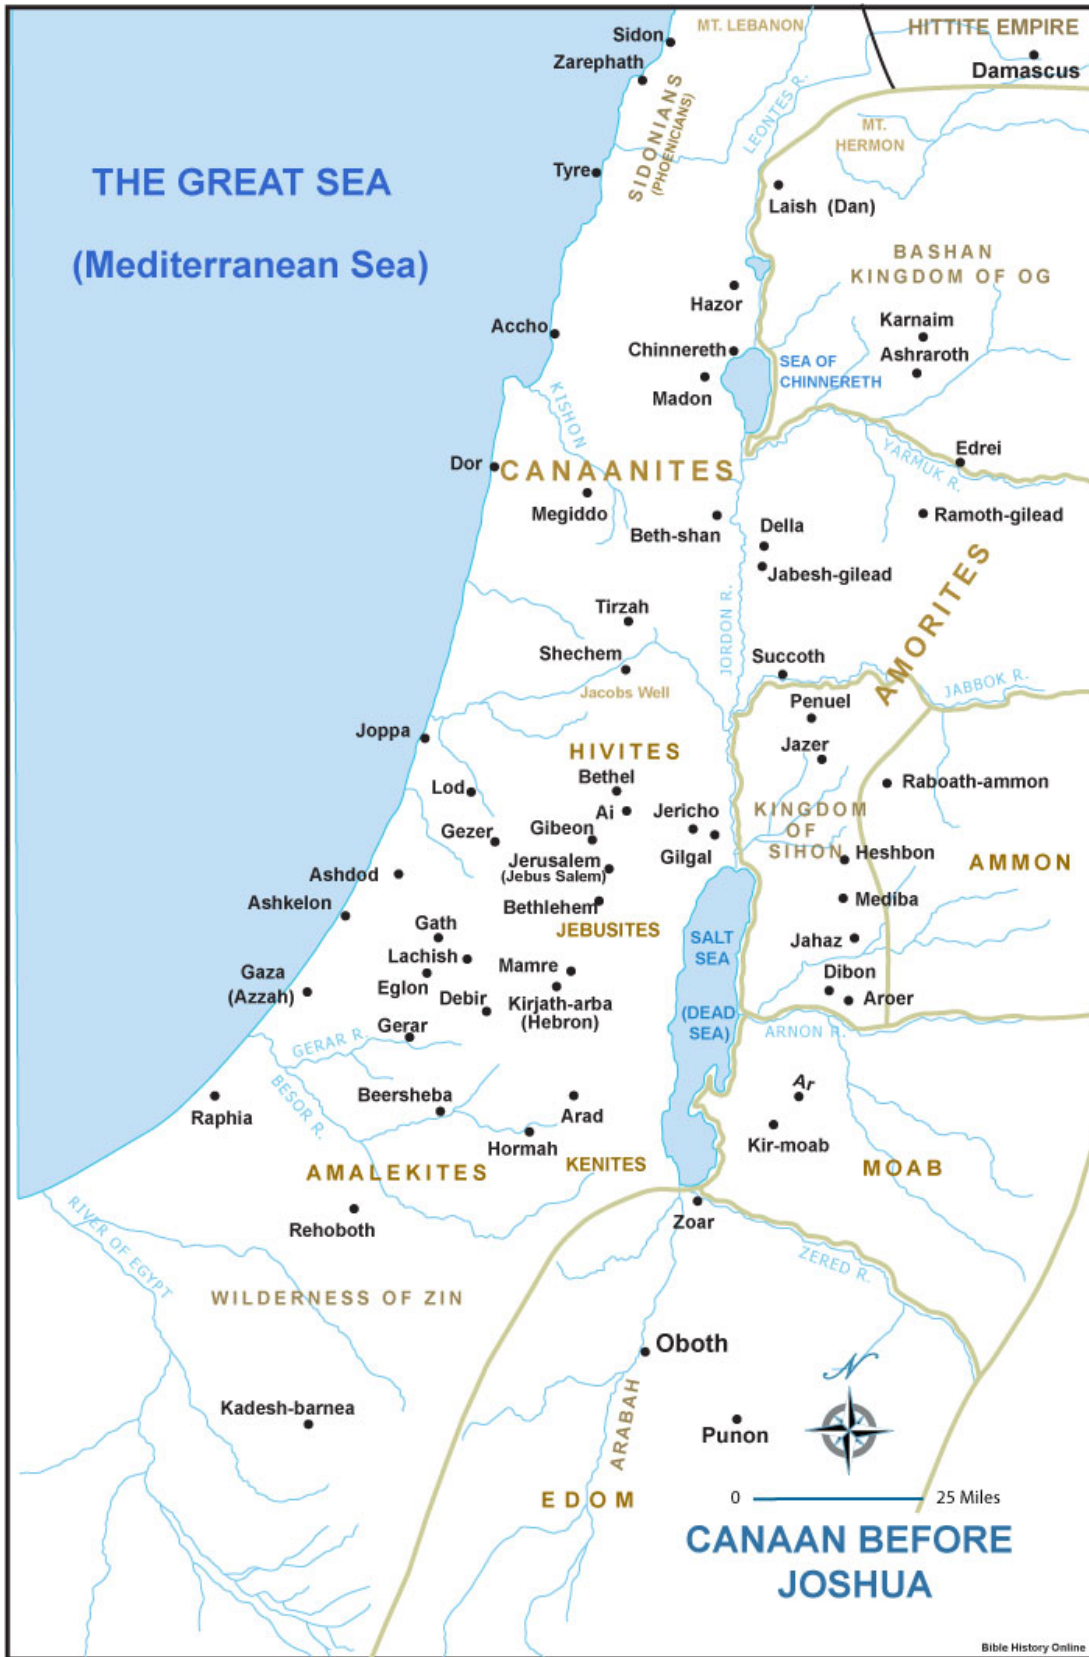 Sidon
MT. LEBANON
HITTITE EMPIRE
Zarephath
Damascus
SIDONIANS
(PHOENICIANS)
LEONTES R.
MT.
HERMON
THE GREAT SEA
(Mediterranean Sea)
Tyre
Laish (Dan)
BASHAN
KINGDOM OF OG
Hazor
Accho
Karnaim
Chinnereth
Ashraroth
SEA OF
CHINNERETH
Madon
KISHON
Dor
CANAANITES
YARMUK R.
Edrei
Megiddo
Beth-shan
Della
Ramoth-gilead
Jabesh-gilead
AMORITES
Tirzah
JORDON R.
Shechem
Succoth
Jacobs Well
JABBOK R.
Penuel
Joppa
HIVITES
Jazer
Bethel
Lod
Raboath-ammon
Ai
Jericho
KINGDOM
OF
SIHON
Gezer
Gibeon
Gilgal
Jerusalem
(Jebus Salem)
Heshbon
AMMON
Ashdod
Ashkelon
Bethlehem
Mediba
JEBUSITES
Gath
SALT
SEA
Jahaz
Lachish
Mamre
Gaza
(Azzah)
Eglon
Debir
Kirjath-arba
(Hebron)
Dibon
Aroer
(DEAD
SEA)
Gerar
GERAR R.
ARNON R.
BESOR R.
Ar
Beersheba
Raphia
Arad
Hormah
Kir-moab
AMALEKITES
KENITES
MOAB
RIVER OF EGYPT
Rehoboth
Zoar
ZERED R.
WILDERNESS OF ZIN
Oboth
N
ARABAH
Kadesh-barnea
Punon
EDOM
0 25 Miles
CANAAN BEFORE
JOSHUA
Bible History Online